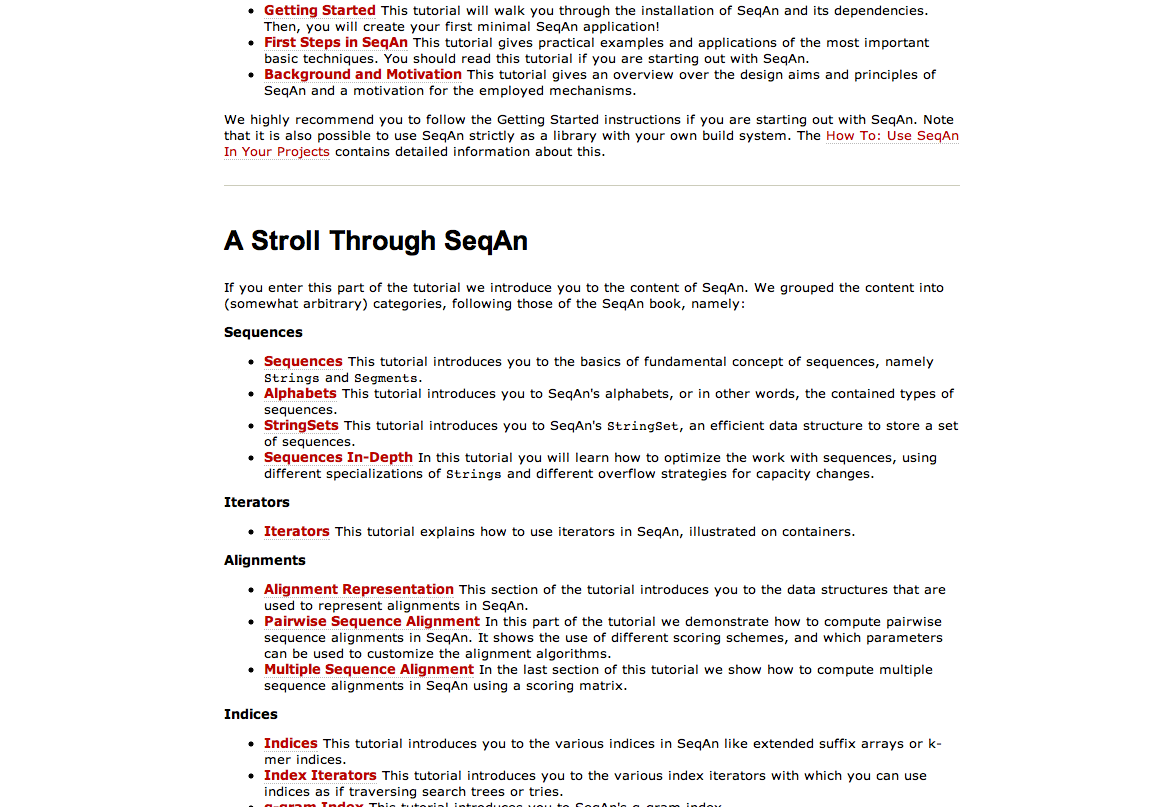 Getting Started This tutorial will walk you through the installation of SeqAn and its dependencies.
Then, you will create your first minimal SeqAn application!
First Steps in SeqAn This tutorial gives practical examples and applications of the most important
basic techniques. You should read this tutorial if you are starting out with SeqAn.
Background and Motivation This tutorial gives an overview over the design aims and principles of
SeqAn and a motivation for the employed mechanisms.
We highly recommend you to follow the Getting Started instructions if you are starting out with SeqAn. Note
that it is also possible to use SeqAn strictly as a library with your own build system. The How To: Use SeqAn
In Your Projects contains detailed information about this.
A Stroll Through SeqAn
If you enter this part of the tutorial we introduce you to the content of SeqAn. We grouped the content into
(somewhat arbitrary) categories, following those of the SeqAn book, namely:
Sequences
Sequences This tutorial introduces you to the basics of fundamental concept of sequences, namely
Strings and Segments.
Alphabets This tutorial introduces you to SeqAn's alphabets, or in other words, the contained types of
sequences.
StringSets This tutorial introduces you to SeqAn's StringSet, an efficient data structure to store a set
of sequences.
Sequences In-Depth In this tutorial you will learn how to optimize the work with sequences, using
different specializations of Strings and different overflow strategies for capacity changes.
Iterators
Iterators This tutorial explains how to use iterators in SeqAn, illustrated on containers.
Alignments
Alignment Representation This section of the tutorial introduces you to the data structures that are
used to represent alignments in SeqAn.
Pairwise Sequence Alignment In this part of the tutorial we demonstrate how to compute pairwise
sequence alignments in SeqAn. It shows the use of different scoring schemes, and which parameters
can be used to customize the alignment algorithms.
Multiple Sequence Alignment In the last section of this tutorial we show how to compute multiple
sequence alignments in SeqAn using a scoring matrix.
Indices
Indices This tutorial introduces you to the various indices in SeqAn like extended suffix arrays or k-
mer indices.
Index Iterators This tutorial introduces you to the various index iterators with which you can use
indices as if traversing search trees or tries.
q-gram Index This tutorial introduces you to SeqAn's q-gram index.